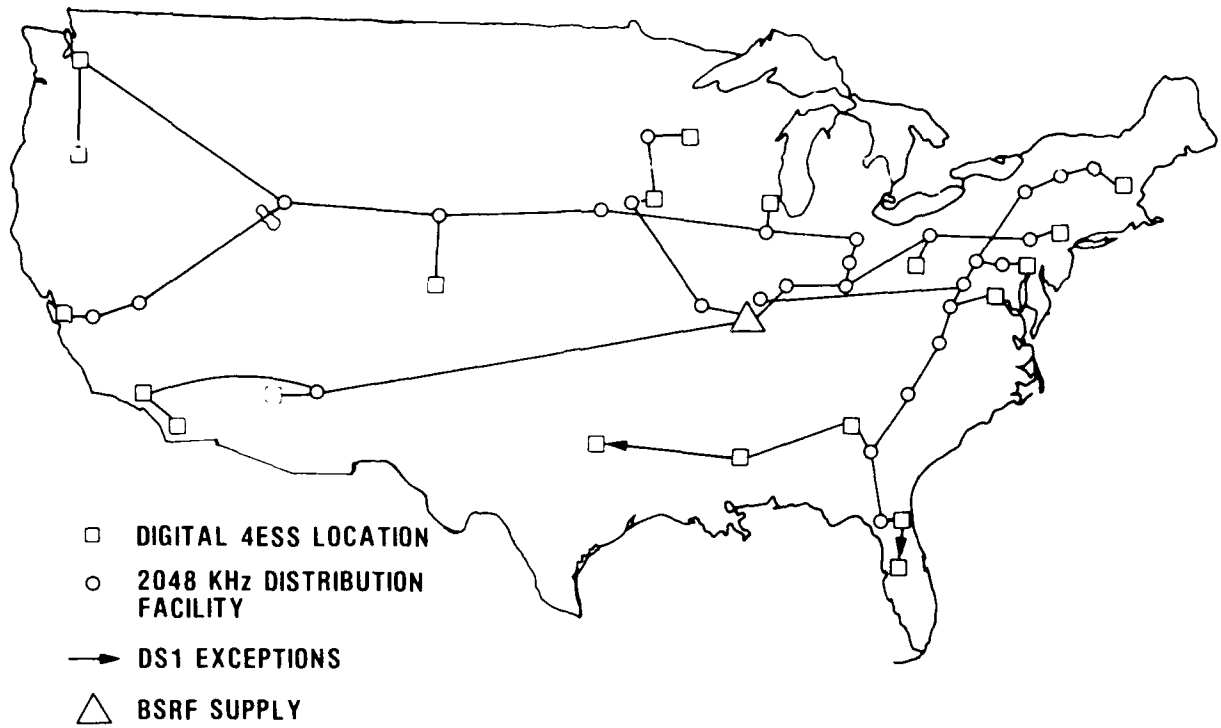 DIGITAL 4ESS LOCATION
2048 KHz DISTRIBUTION
FACILITY
DS1 EXCEPTIONS
BSRF SUPPLY